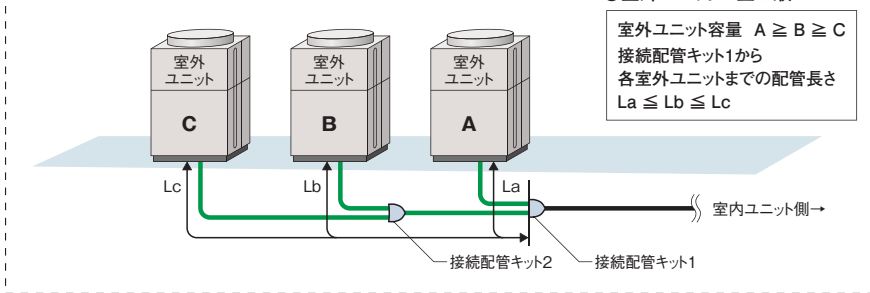 室外ユニット容量 A ≧ B ≧ C
接続配管キット1から
各室外ユニットまでの配管長さ
La ≦ Lb ≦ Lc
室外
ユニット
C
室外
ユニット
B
室外
ユニット
A
Lc
Lb
La
室内ユニット側→
接続配管キット2
接続配管キット1